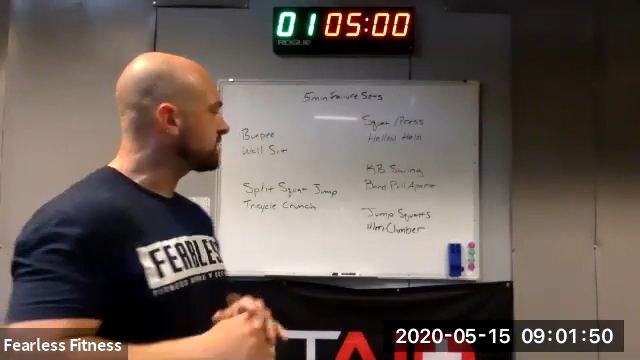 01 05:00
ROGUE
5min Failure Sets
Burpee
Wall Sit
Split Squat Jump
Tricycle Crunch
Squat/Press
Hollow Hold
KB Swing
Band Pull Apart
Jump Squats
Mtn Climber
FEARLESS
Fearless Fitness
2020-05-15 09:01:50